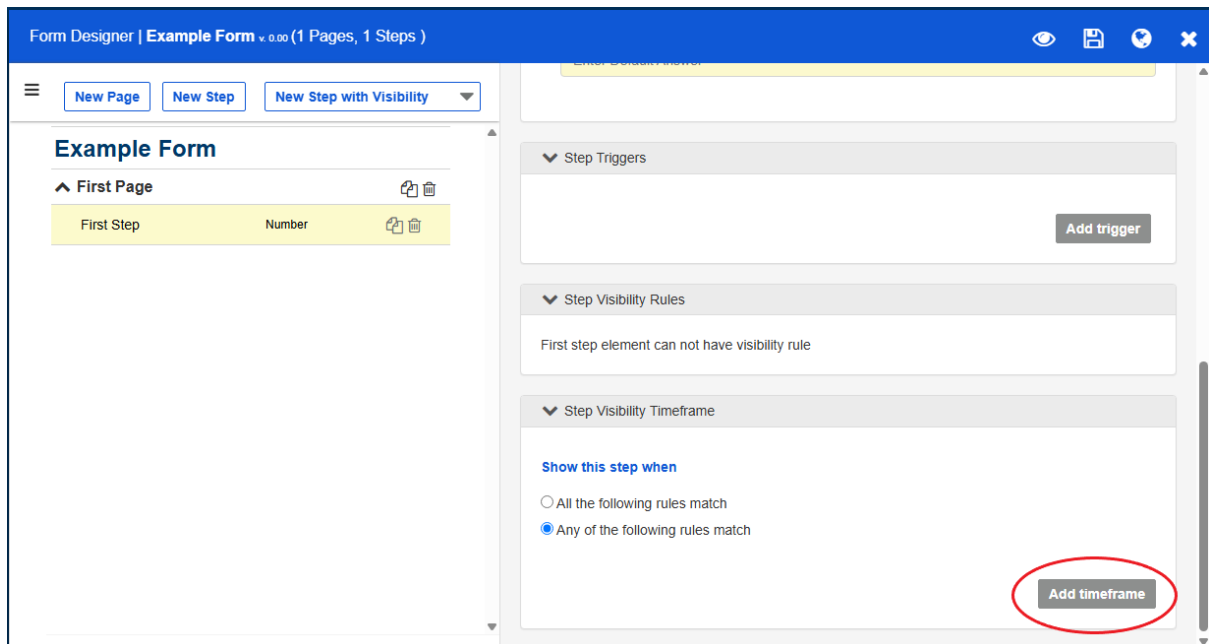 Form Designer | Example Form v. 0.00 (1 Pages, 1 Steps )
New Page
New Step
New Step with Visibility
Example Form
First Page
First Step
Number
Enter Default Answer
Step Triggers
Add trigger
Step Visibility Rules
First step element can not have visibility rule
Step Visibility Timeframe
Show this step when
All the following rules match
Any of the following rules match
Add timeframe